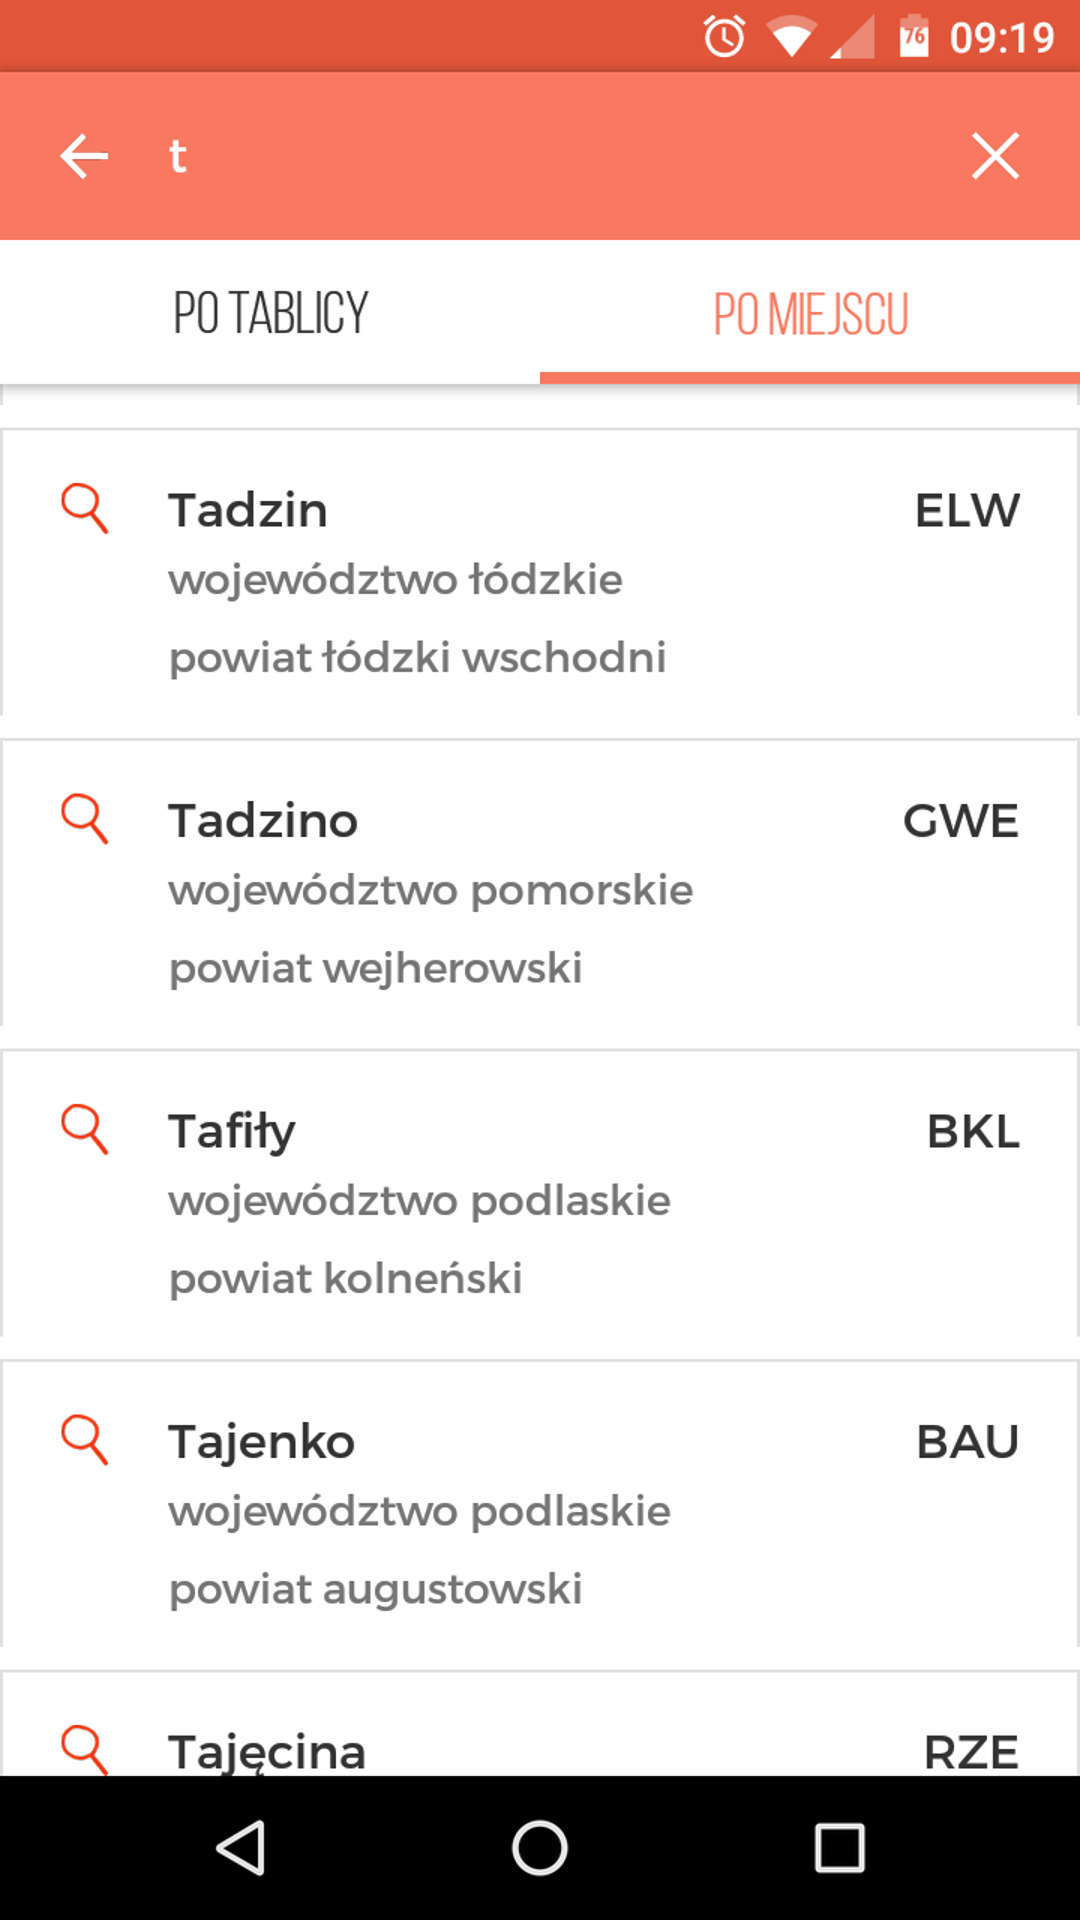 76 09:19
t
PO TABLICY PO MIEJSCU
Tadzin ELW
województwo łódzkie
powiat łódzki wschodni
Tadzino GWE
województwo pomorskie
powiat wejherowski
Tafiły BKL
województwo podlaskie
powiat kolneński
Tajenko BAU
województwo podlaskie
powiat augustowski
Tajęcina RZE